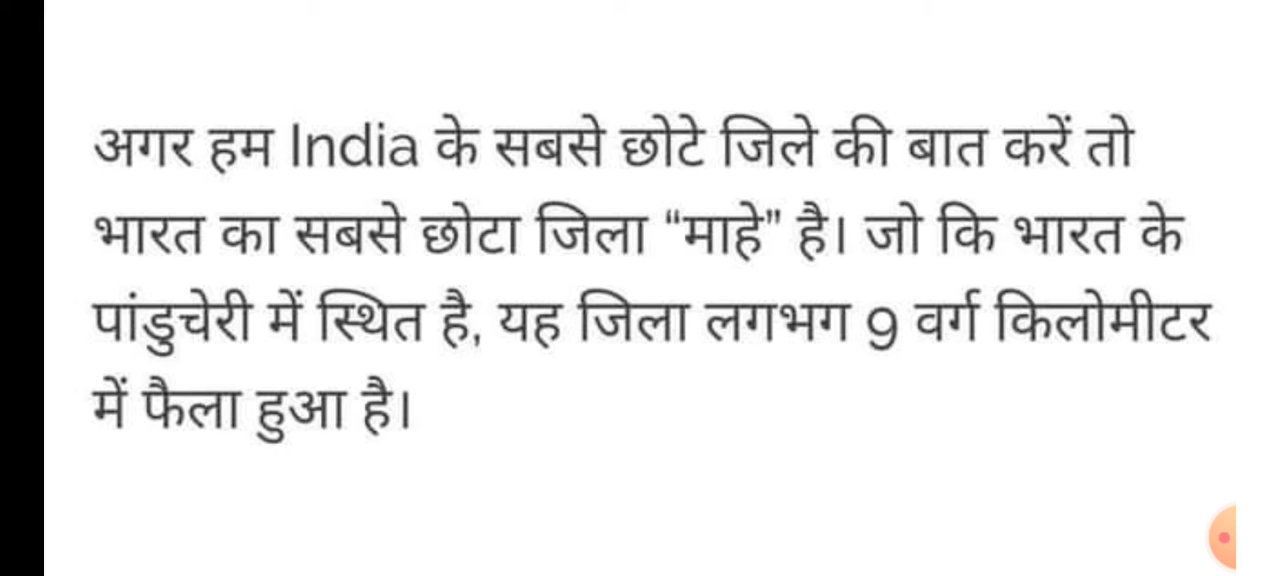 अगर हम India के सबसे छोटे जिले की बात करें तो
भारत का सबसे छोटा जिला “माहे” है। जो कि भारत के
पांडुचेरी में स्थित है, यह जिला लगभग 9 वर्ग किलोमीटर
में फैला हुआ है।